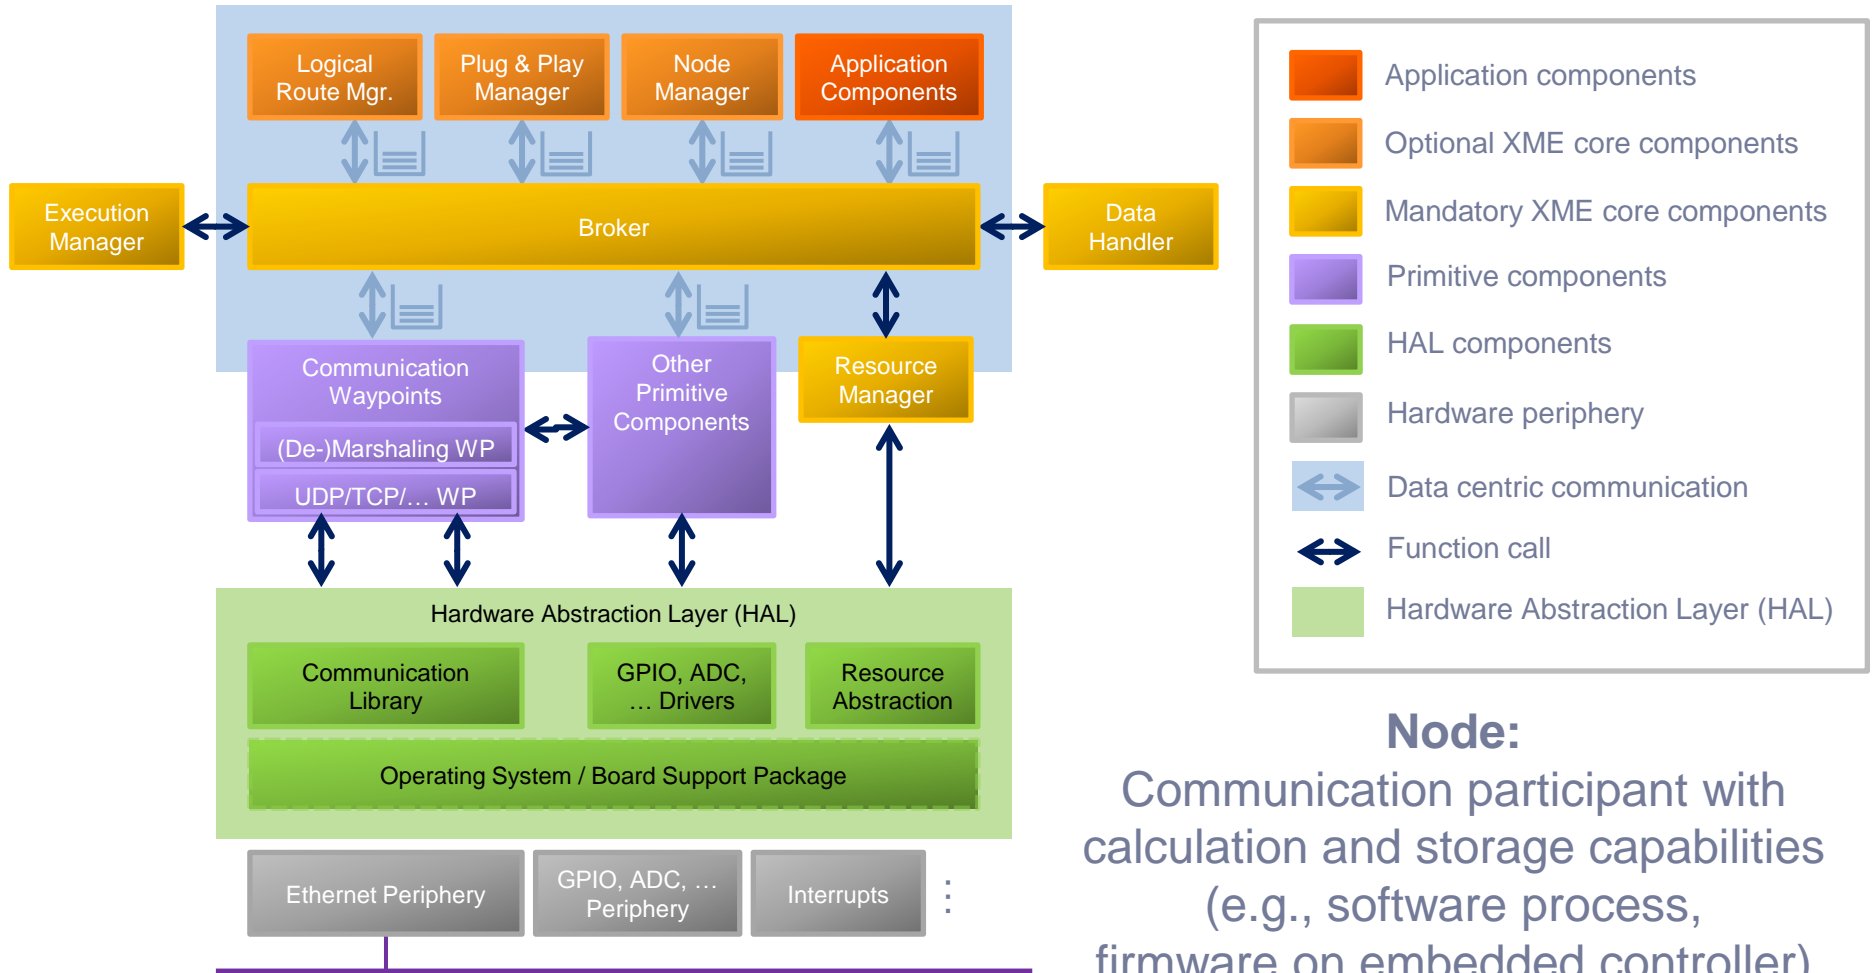 Logical
Route Mgr.
Plug & Play
Manager
Node
Manager
Application
Components
Execution
Manager
Broker
Data
Handler
Communication
Waypoints
(De-)Marshaling WP
UDP/TCP/… WP
Other
Primitive
Components
Resource
Manager
Hardware Abstraction Layer (HAL)
Communication
Library
GPIO, ADC,
… Drivers
Resource
Abstraction
Operating System / Board Support Package
Ethernet Periphery
GPIO, ADC, …
Periphery
Interrupts
⋮
Application components
Optional XME core components
Mandatory XME core components
Primitive components
HAL components
Hardware periphery
Data centric communication
Function call
Hardware Abstraction Layer (HAL)
Node:
Communication participant with
calculation and storage capabilities
(e.g., software process,
firmware on embedded controller)